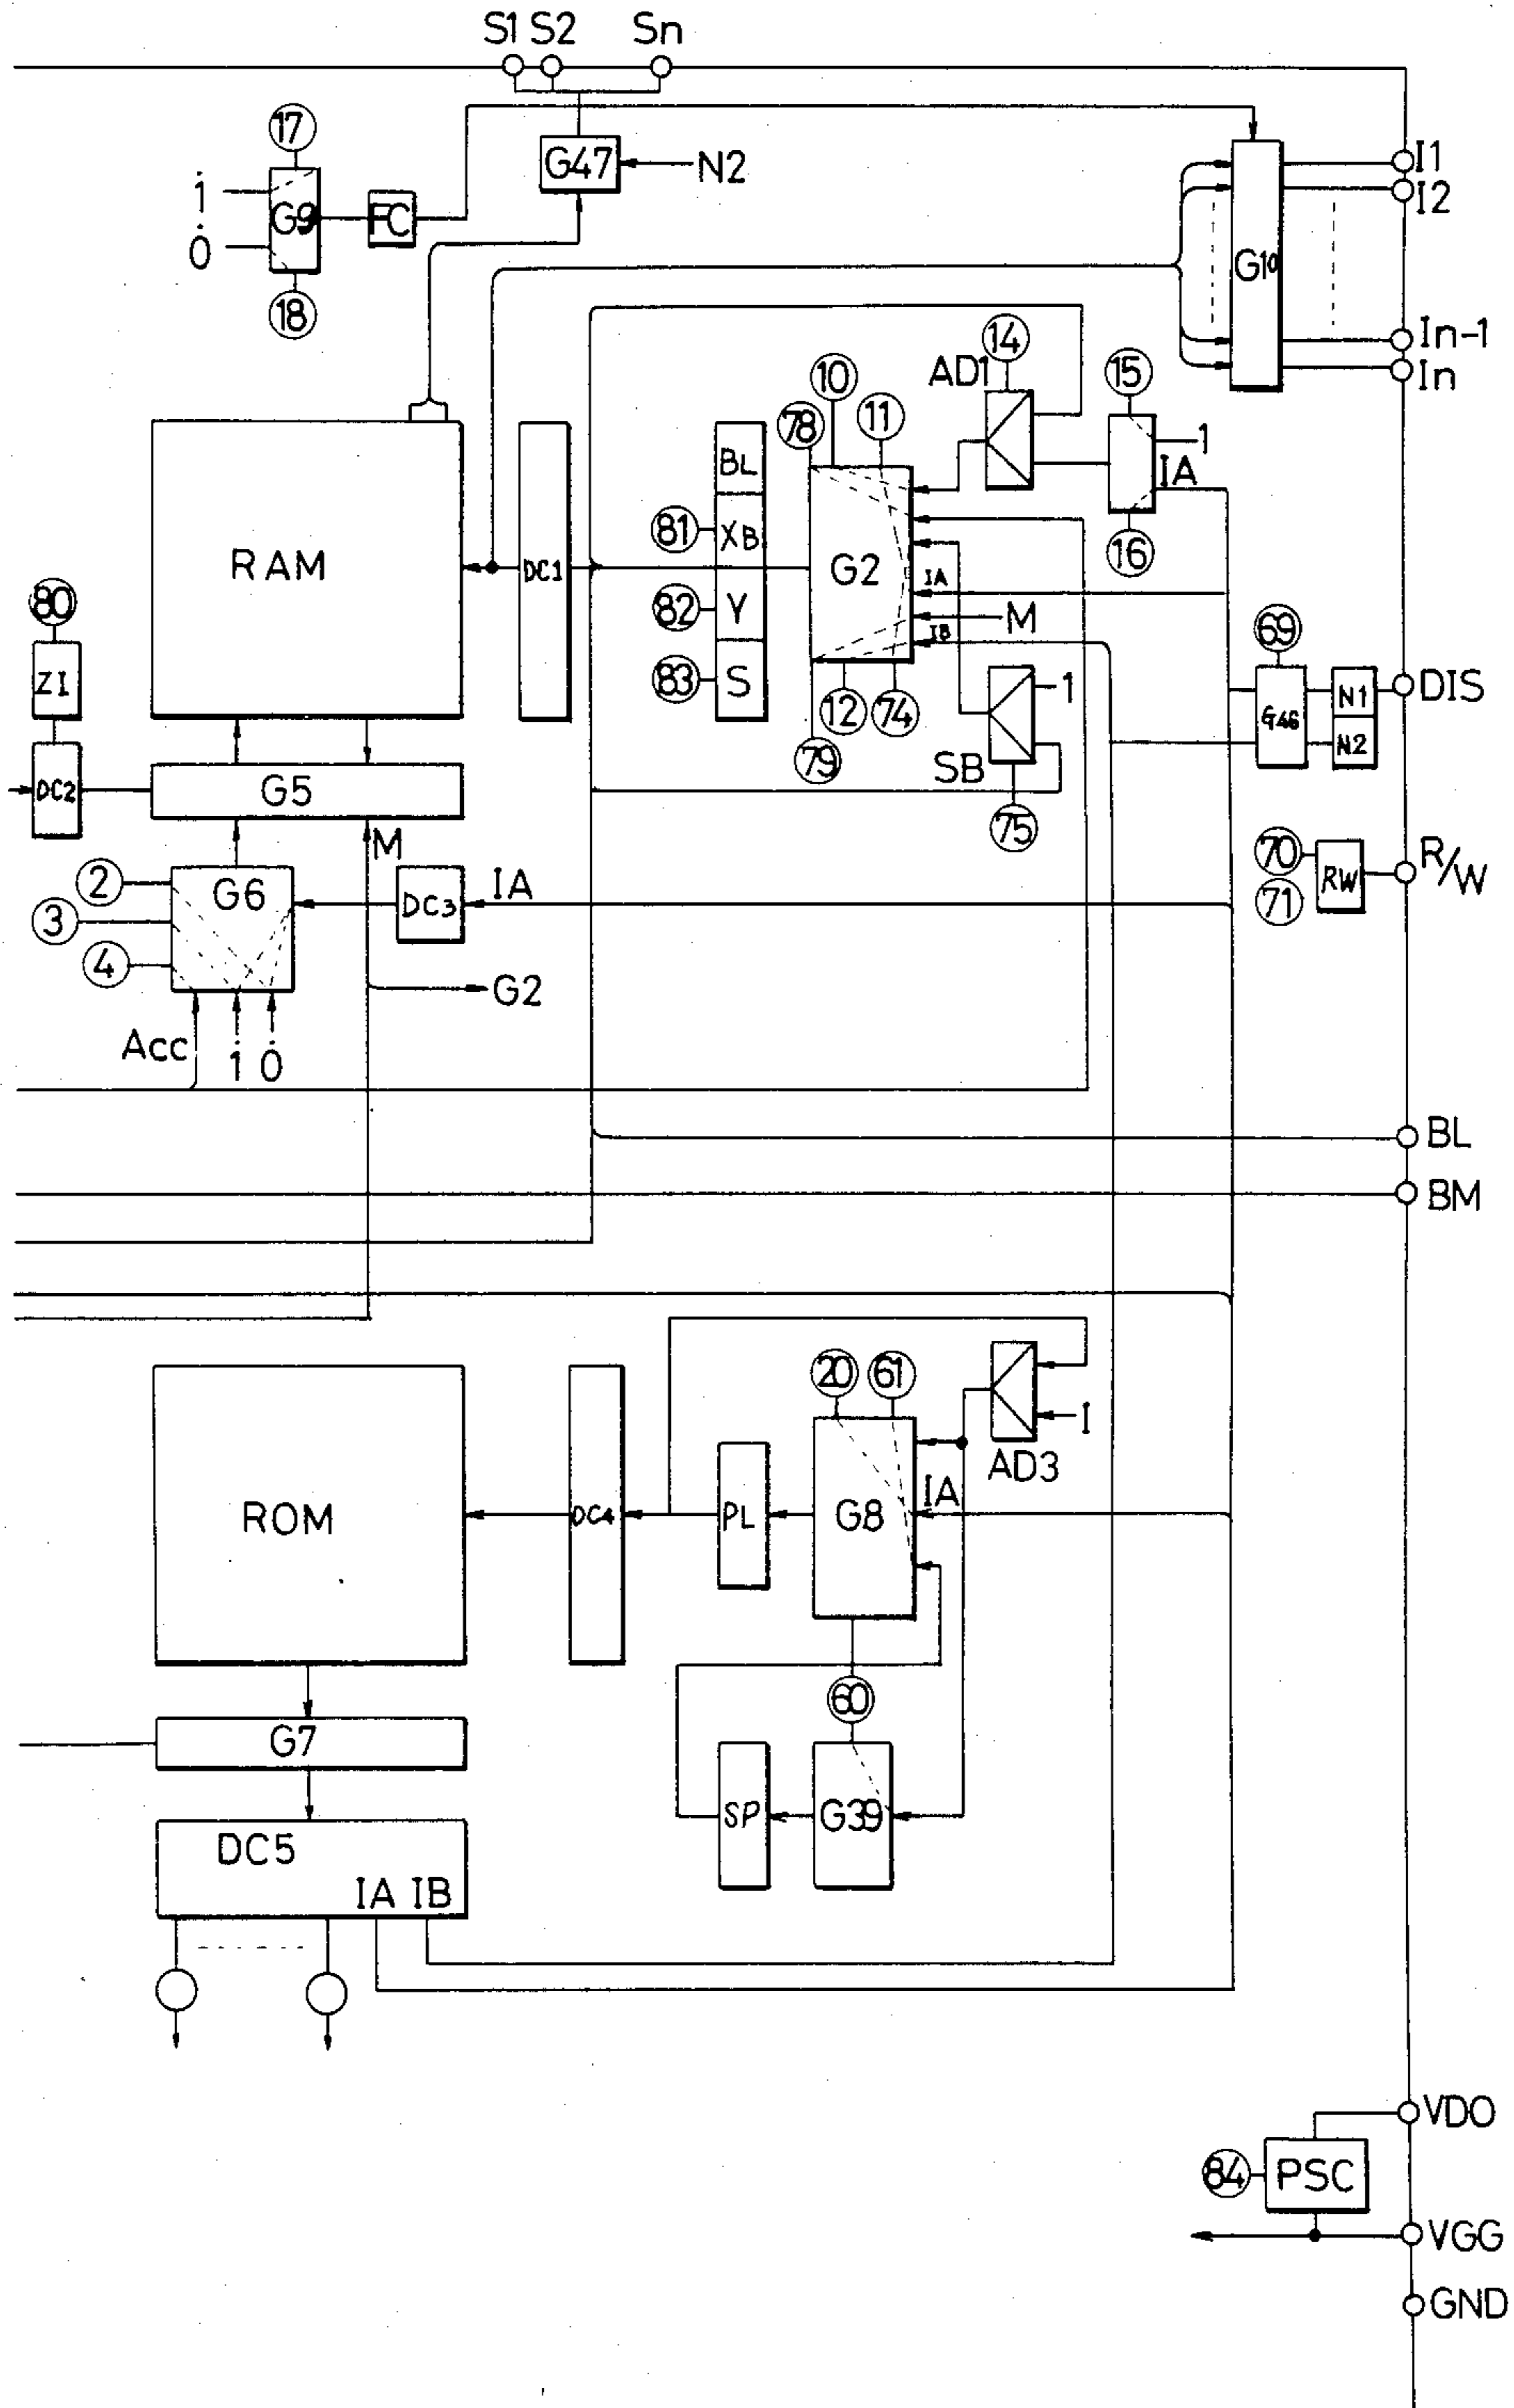 S1 S2 Sn
17
1
G9
FC
0
18
G47
N2
I1
I2
G10
In-1
In
AD1
14
15
1
IA
16
10
11
78
BL
XB
Y
S
81
82
83
G2
IA
M
IB
12
74
79
1
SB
75
RAM
DC1
80
ZI
DC2
G5
M
2
3
4
G6
DC3
IA
G2
Acc
1 0
69
G46
N1
N2
DIS
70
71
RW
R/W
BL
BM
ROM
DC4
PL
20
61
G8
IA
AD3
I
60
SP
G39
G7
DC5
IA IB
VDO
84
PSC
VGG
GND